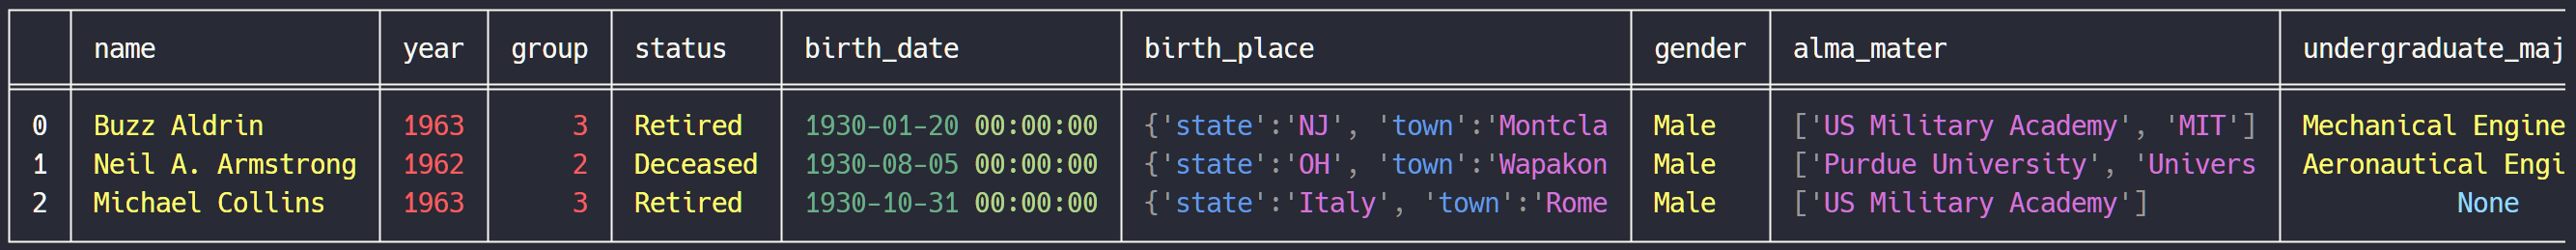 name year group status birth_date birth_place gender alma_mater undergraduate_maj
0 Buzz Aldrin 1963 3 Retired 1930-01-20 00:00:00 {'state':'NJ', 'town':'Montcla Male ['US Military Academy', 'MIT'] Mechanical Engine
1 Neil A. Armstrong 1962 2 Deceased 1930-08-05 00:00:00 {'state':'OH', 'town':'Wapakon Male ['Purdue University', 'Univers Aeronautical Engi
2 Michael Collins 1963 3 Retired 1930-10-31 00:00:00 {'state':'Italy', 'town':'Rome Male ['US Military Academy'] None